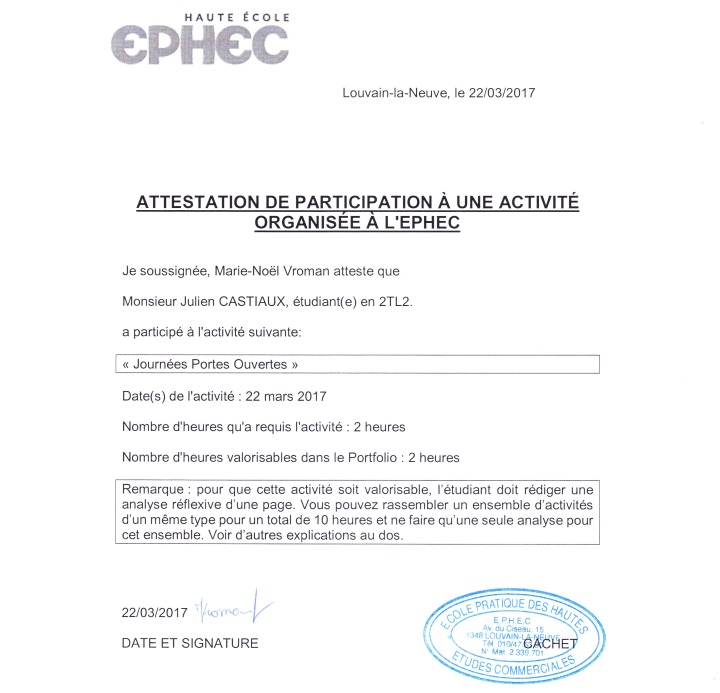 HAUTE ÉCOLE
EPHEC
Louvain-la-Neuve, le 22/03/2017
ATTESTATION DE PARTICIPATION À UNE ACTIVITÉ
ORGANISÉE À L'EPHEC
Je soussignée, Marie-Noël Vroman atteste que
Monsieur Julien CASTIAUX, étudiant(e) en 2TL2.
a participé à l'activité suivante:
« Journées Portes Ouvertes »
Date(s) de l'activité : 22 mars 2017
Nombre d'heures qu'a requis l'activité : 2 heures
Nombre d'heures valorisables dans le Portfolio : 2 heures
Remarque : pour que cette activité soit valorisable, l'étudiant doit rédiger une
analyse réflexive d'une page. Vous pouvez rassembler un ensemble d'activités
d'un même type pour un total de 10 heures et ne faire qu'une seule analyse pour
cet ensemble. Voir d'autres explications au dos.
22/03/2017 Vroman
DATE ET SIGNATURE
ECOLE PRATIQUE DES HAUTES
E.P.H.E.C
Av. du Ciseau, 15
1348 LOUVAIN-LA-NEUVE
Tél. 010/47
N° Mat. 2.339.701
ETUDES COMMERCIALES
CACHET